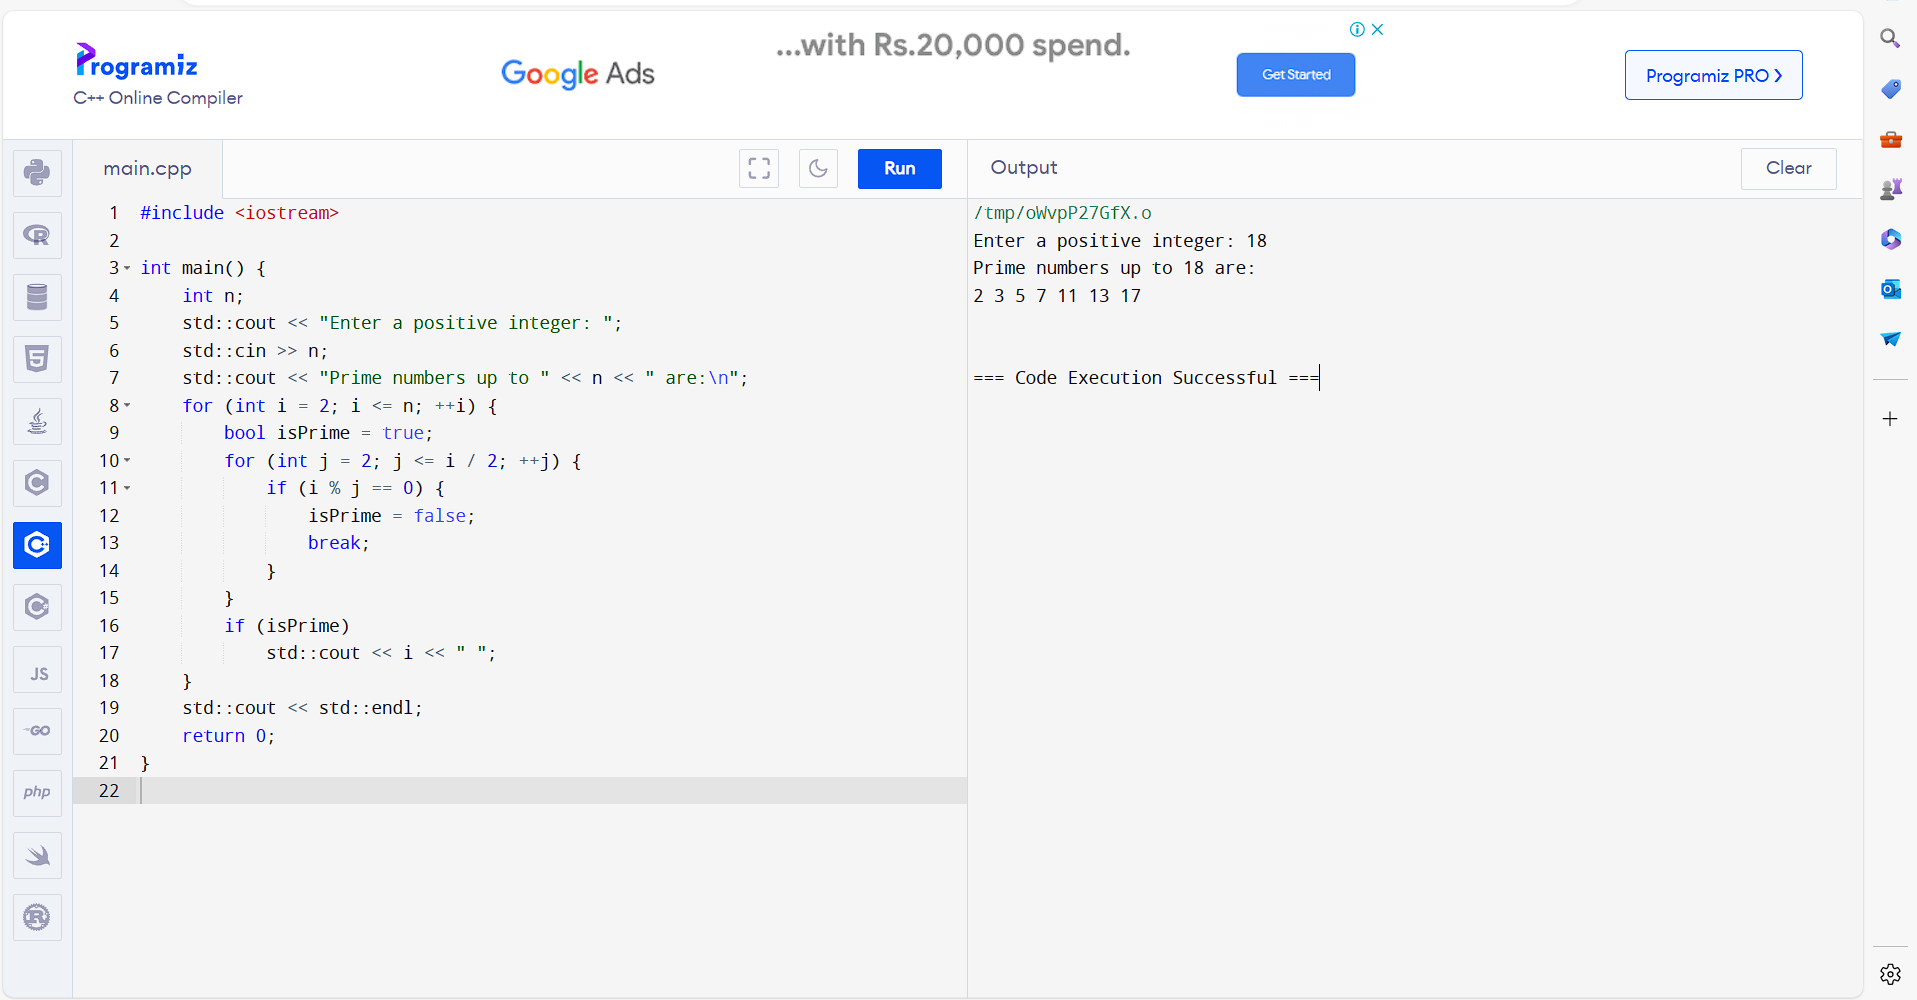 Programiz
C++ Online Compiler
Google Ads
...with Rs.20,000 spend.
Get Started
Programiz PRO
main.cpp
Run
Output
Clear
1 #include <iostream>
2
3 int main() {
4     int n;
5     std::cout << "Enter a positive integer: ";
6     std::cin >> n;
7     std::cout << "Prime numbers up to " << n << " are:\n";
8     for (int i = 2; i <= n; ++i) {
9         bool isPrime = true;
10         for (int j = 2; j <= i / 2; ++j) {
11             if (i % j == 0) {
12                 isPrime = false;
13                 break;
14             }
15         }
16         if (isPrime)
17             std::cout << i << " ";
18     }
19     std::cout << std::endl;
20     return 0;
21 }
22
/tmp/oWvpP27GfX.o
Enter a positive integer: 18
Prime numbers up to 18 are:
2 3 5 7 11 13 17
=== Code Execution Successful ===
R
5
C
C++
C#
JS
GO
php
R